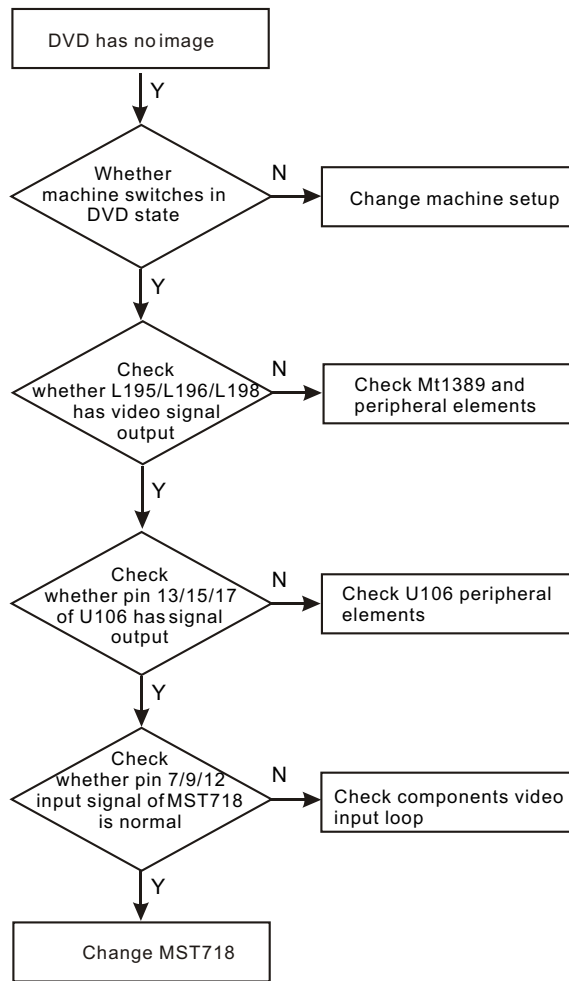 DVD has no image
Y
Whether
machine switches in
DVD state
N
Change machine setup
Y
Check
whether L195/L196/L198
has video signal
output
N
Check Mt1389 and
peripheral elements
Y
Check
whether pin 13/15/17
of U106 has signal
output
N
Check U106 peripheral
elements
Y
Check
whether pin 7/9/12
input signal of MST718
is normal
N
Check components video
input loop
Y
Change MST718